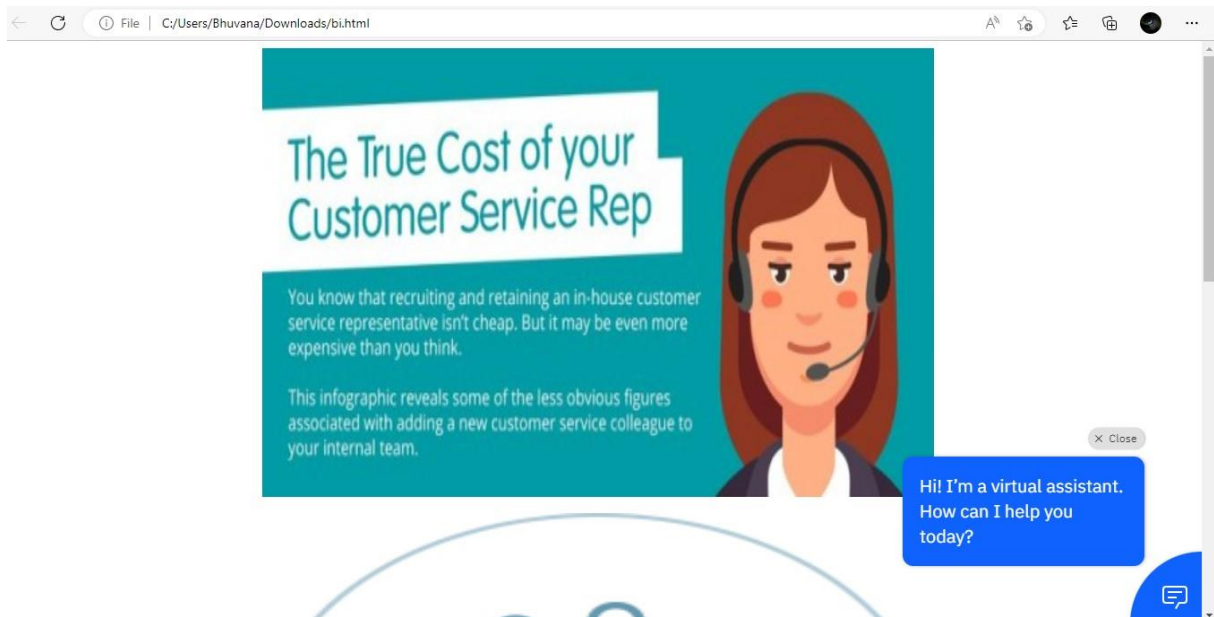 File | C:/Users/Bhuvana/Downloads/bi.html
The True Cost of your
Customer Service Rep
You know that recruiting and retaining an in-house customer
service representative isn't cheap. But it may be even more
expensive than you think.
This infographic reveals some of the less obvious figures
associated with adding a new customer service colleague to
your internal team.
× Close
Hi! I'm a virtual assistant.
How can I help you
today?